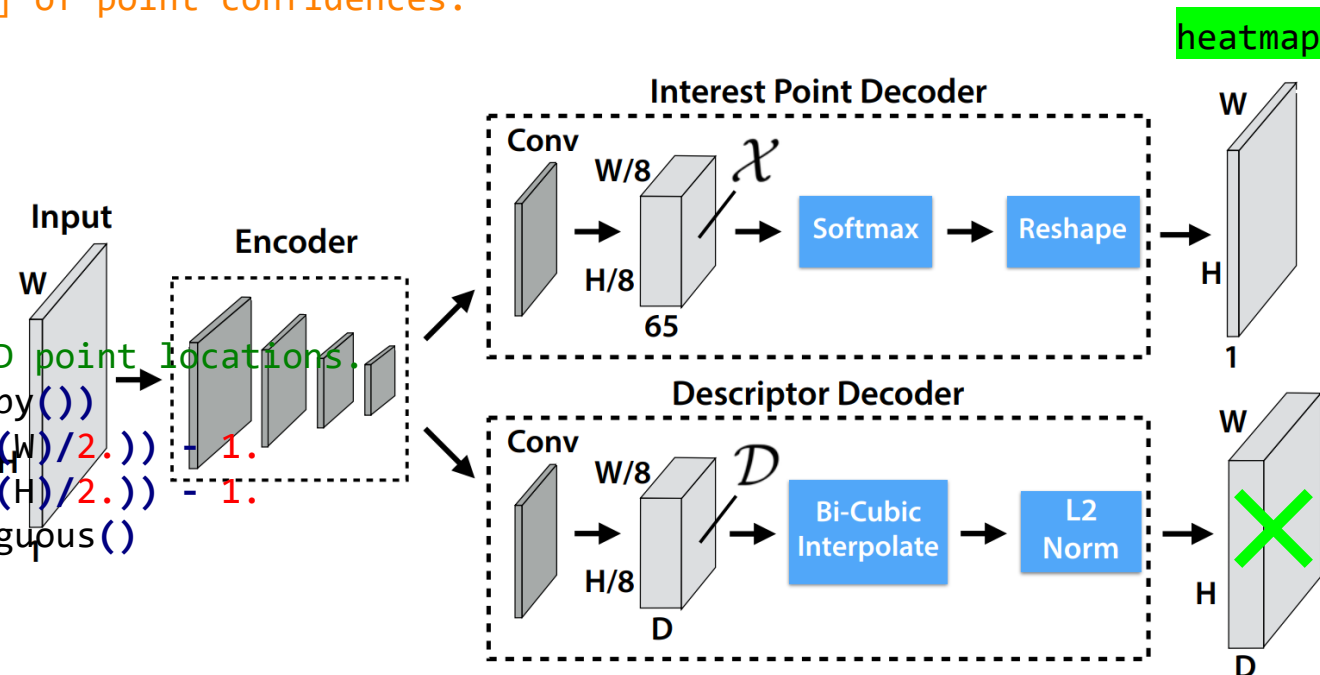 ] of point confidences.
heatmap
Interest Point Decoder
Conv
W/8
𝒳
H/8
65
Softmax
Reshape
W
H
1
Input
W
H
1
Encoder
D point locations.
py())
(W)/2.)) - 1.
(H)/2.)) - 1.
guous()
Descriptor Decoder
Conv
W/8
𝒟
H/8
D
Bi-Cubic
Interpolate
L2
Norm
W
H
D